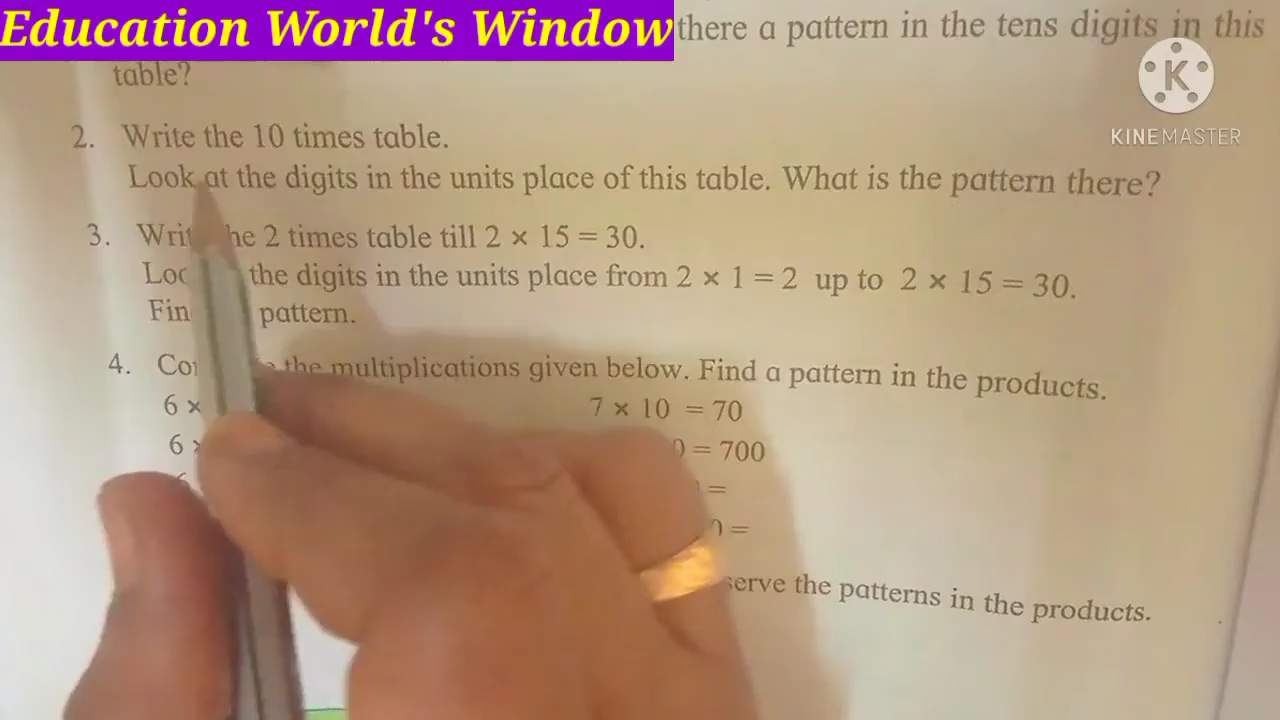 Education World's Window there a pattern in the tens digits in this
table?
KINEMASTER
2. Write the 10 times table.
Look at the digits in the units place of this table. What is the pattern there?
3. 2 times table till 2 × 15 = 30.
the digits in the units place from 2 × 1 = 2 up to 2 × 15 = 30.
pattern.
4. the multiplications given below. Find a pattern in the products.
6 × 7 × 10 = 70
6 = 700
=
=
the patterns in the products.